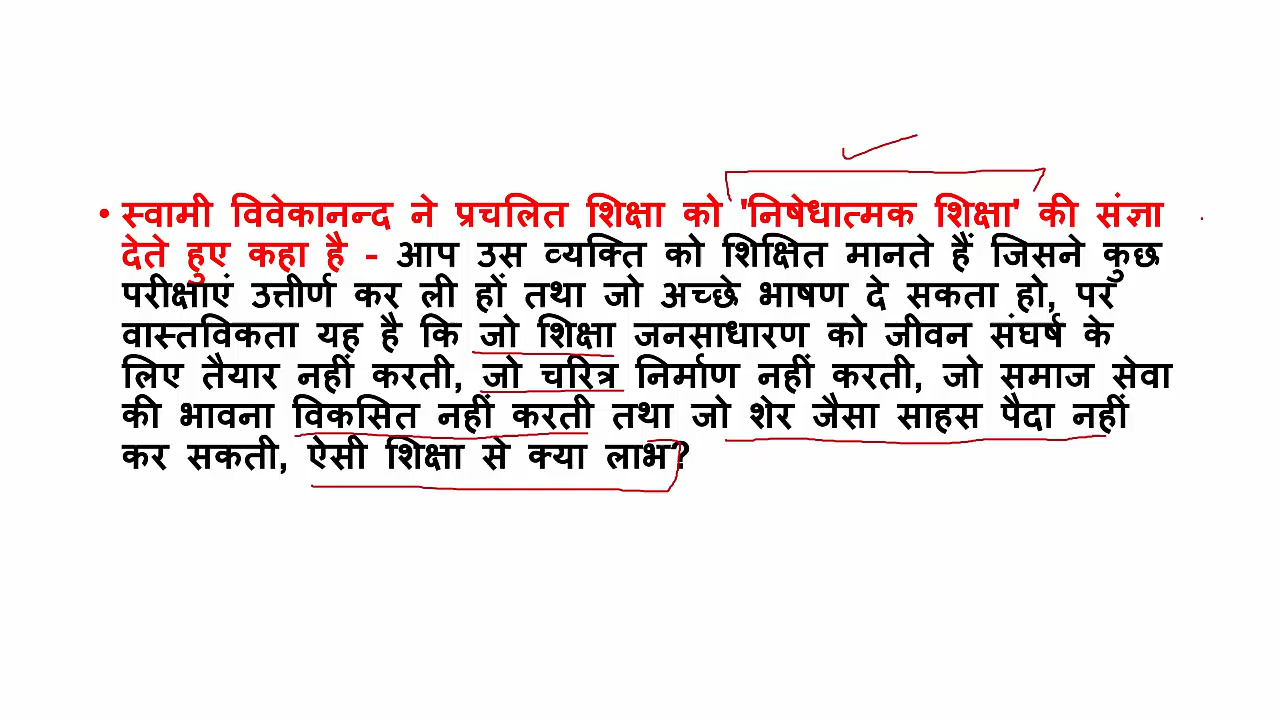 • स्वामी विवेकानन्द ने प्रचलित शिक्षा को 'निषेधात्मक शिक्षा' की संज्ञा
देते हुए कहा है - आप उस व्यक्ति को शिक्षित मानते हैं जिसने कुछ
परीक्षाएं उत्तीर्ण कर ली हों तथा जो अच्छे भाषण दे सकता हो, पर
वास्तविकता यह है कि जो शिक्षा जनसाधारण को जीवन संघर्ष के
लिए तैयार नहीं करती, जो चरित्र निर्माण नहीं करती, जो समाज सेवा
की भावना विकसित नहीं करती तथा जो शेर जैसा साहस पैदा नहीं
कर सकती, ऐसी शिक्षा से क्या लाभ?